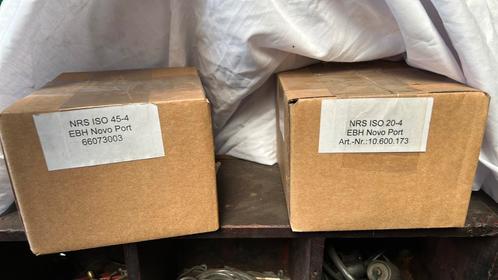 NRS ISO 45-4
EBH Novo Port
66073003
NRS ISO 20-4
EBH Novo Port
Art.-Nr.:10.600.173